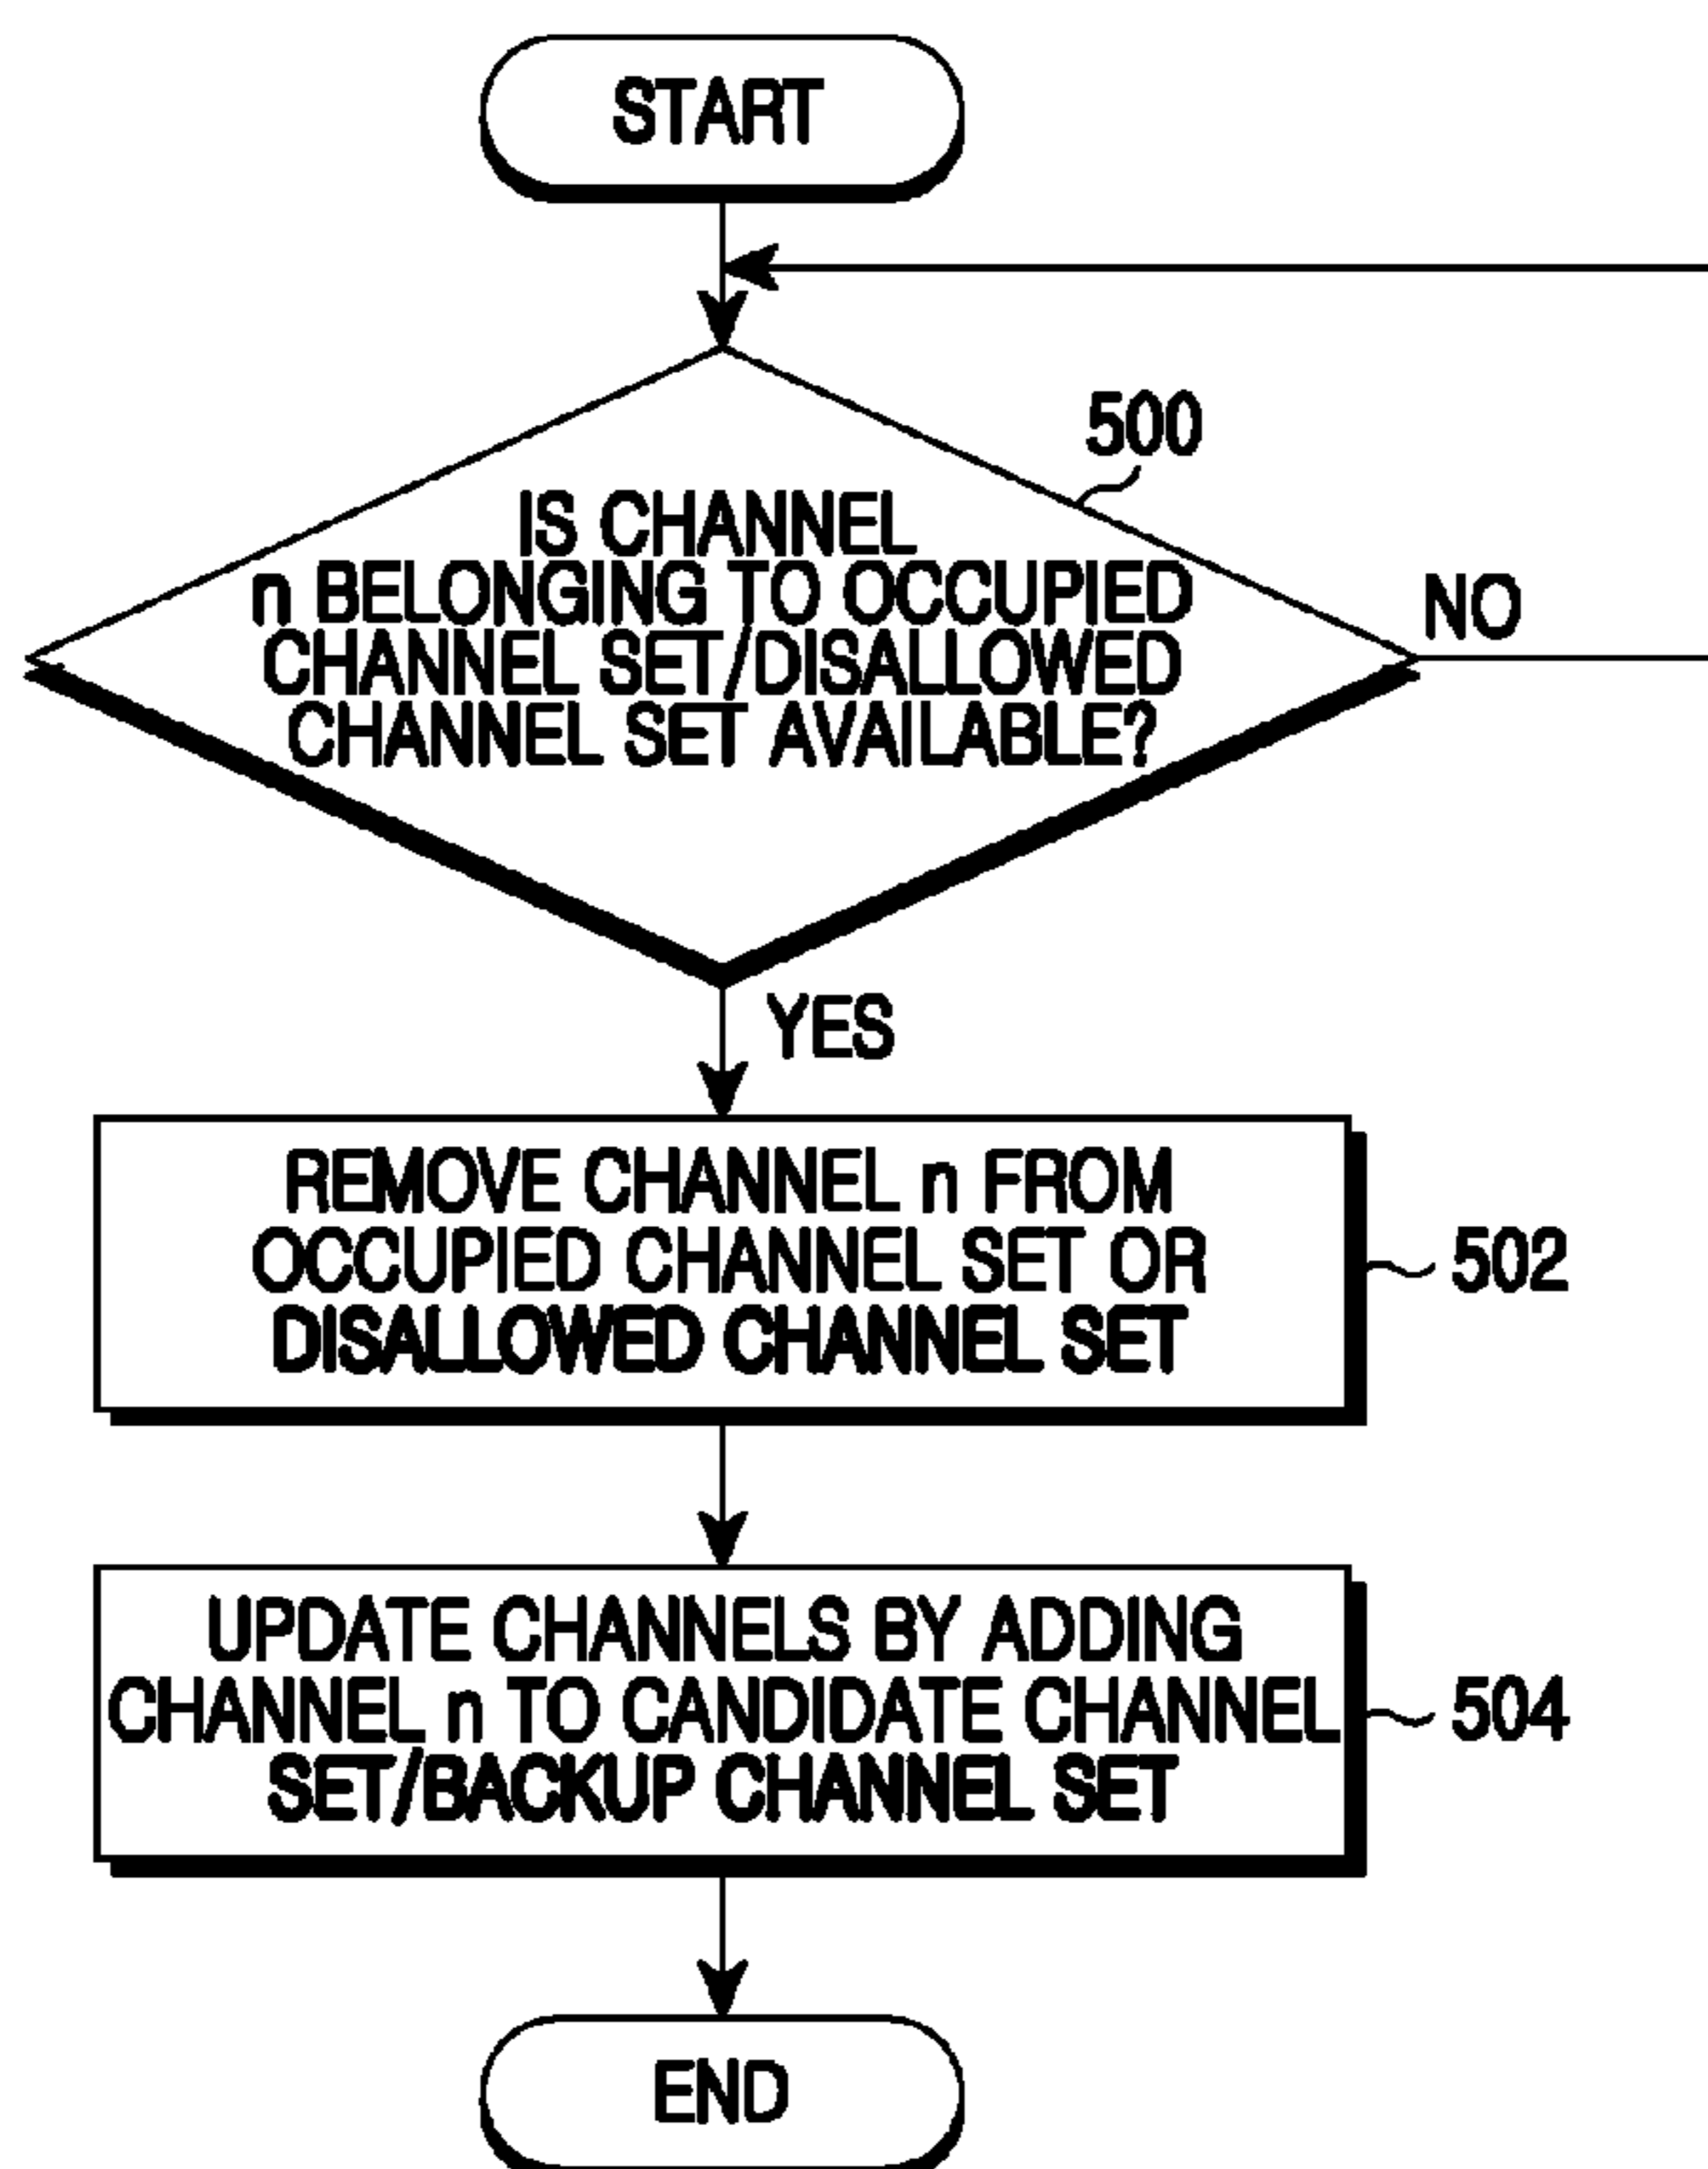 START
500
IS CHANNEL
n BELONGING TO OCCUPIED
CHANNEL SET/DISALLOWED
CHANNEL SET AVAILABLE?
NO
YES
REMOVE CHANNEL n FROM
OCCUPIED CHANNEL SET OR
DISALLOWED CHANNEL SET
502
UPDATE CHANNELS BY ADDING
CHANNEL n TO CANDIDATE CHANNEL
SET/BACKUP CHANNEL SET
504
END